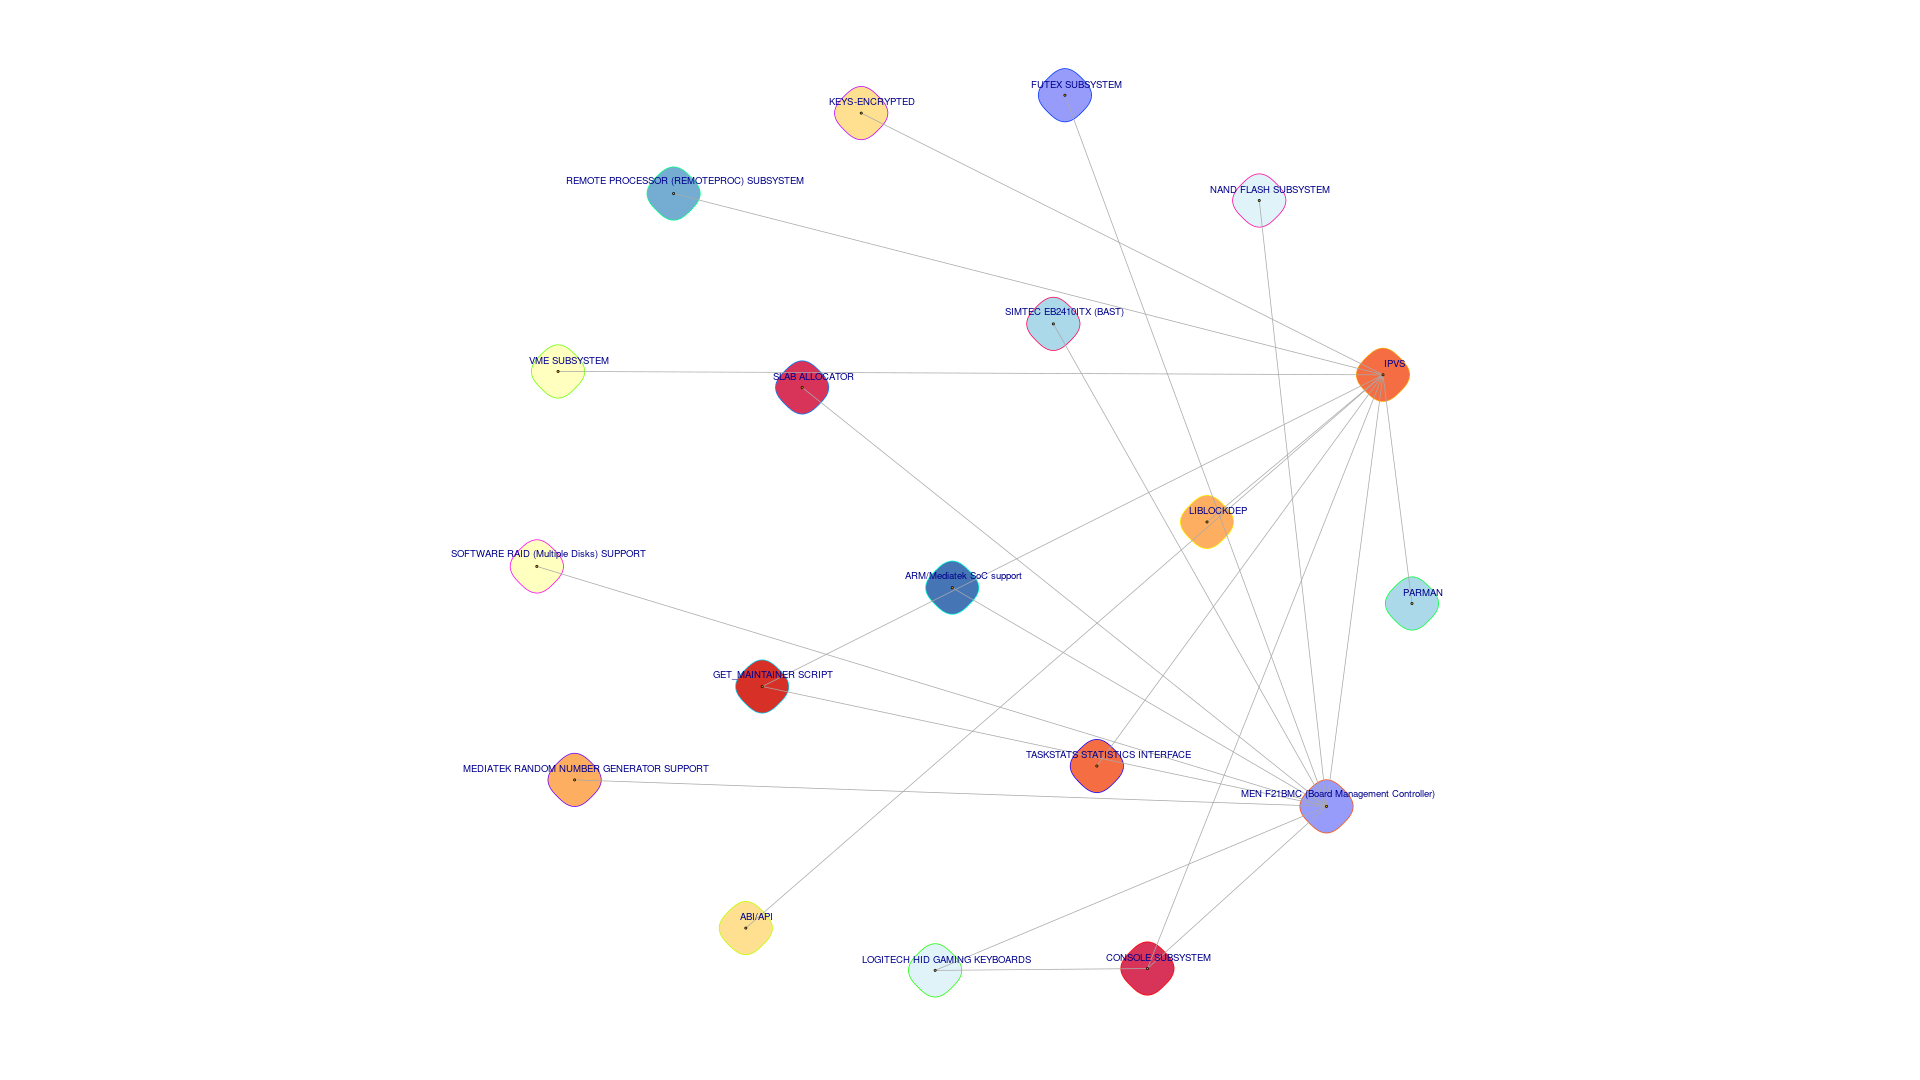 FUTEX SUBSYSTEM
KEYS-ENCRYPTED
REMOTE PROCESSOR (REMOTEPROC) SUBSYSTEM
NAND FLASH SUBSYSTEM
SIMTEC EB2410ITX (BAST)
VME SUBSYSTEM
IPVS
SLAB ALLOCATOR
LIBLOCKDEP
SOFTWARE RAID (Multiple Disks) SUPPORT
ARM/Mediatek SoC support
PARMAN
GET_MAINTAINER SCRIPT
TASKSTATS STATISTICS INTERFACE
MEDIATEK RANDOM NUMBER GENERATOR SUPPORT
MEN F21BMC (Board Management Controller)
ABI/API
CONSOLE SUBSYSTEM
LOGITECH HID GAMING KEYBOARDS